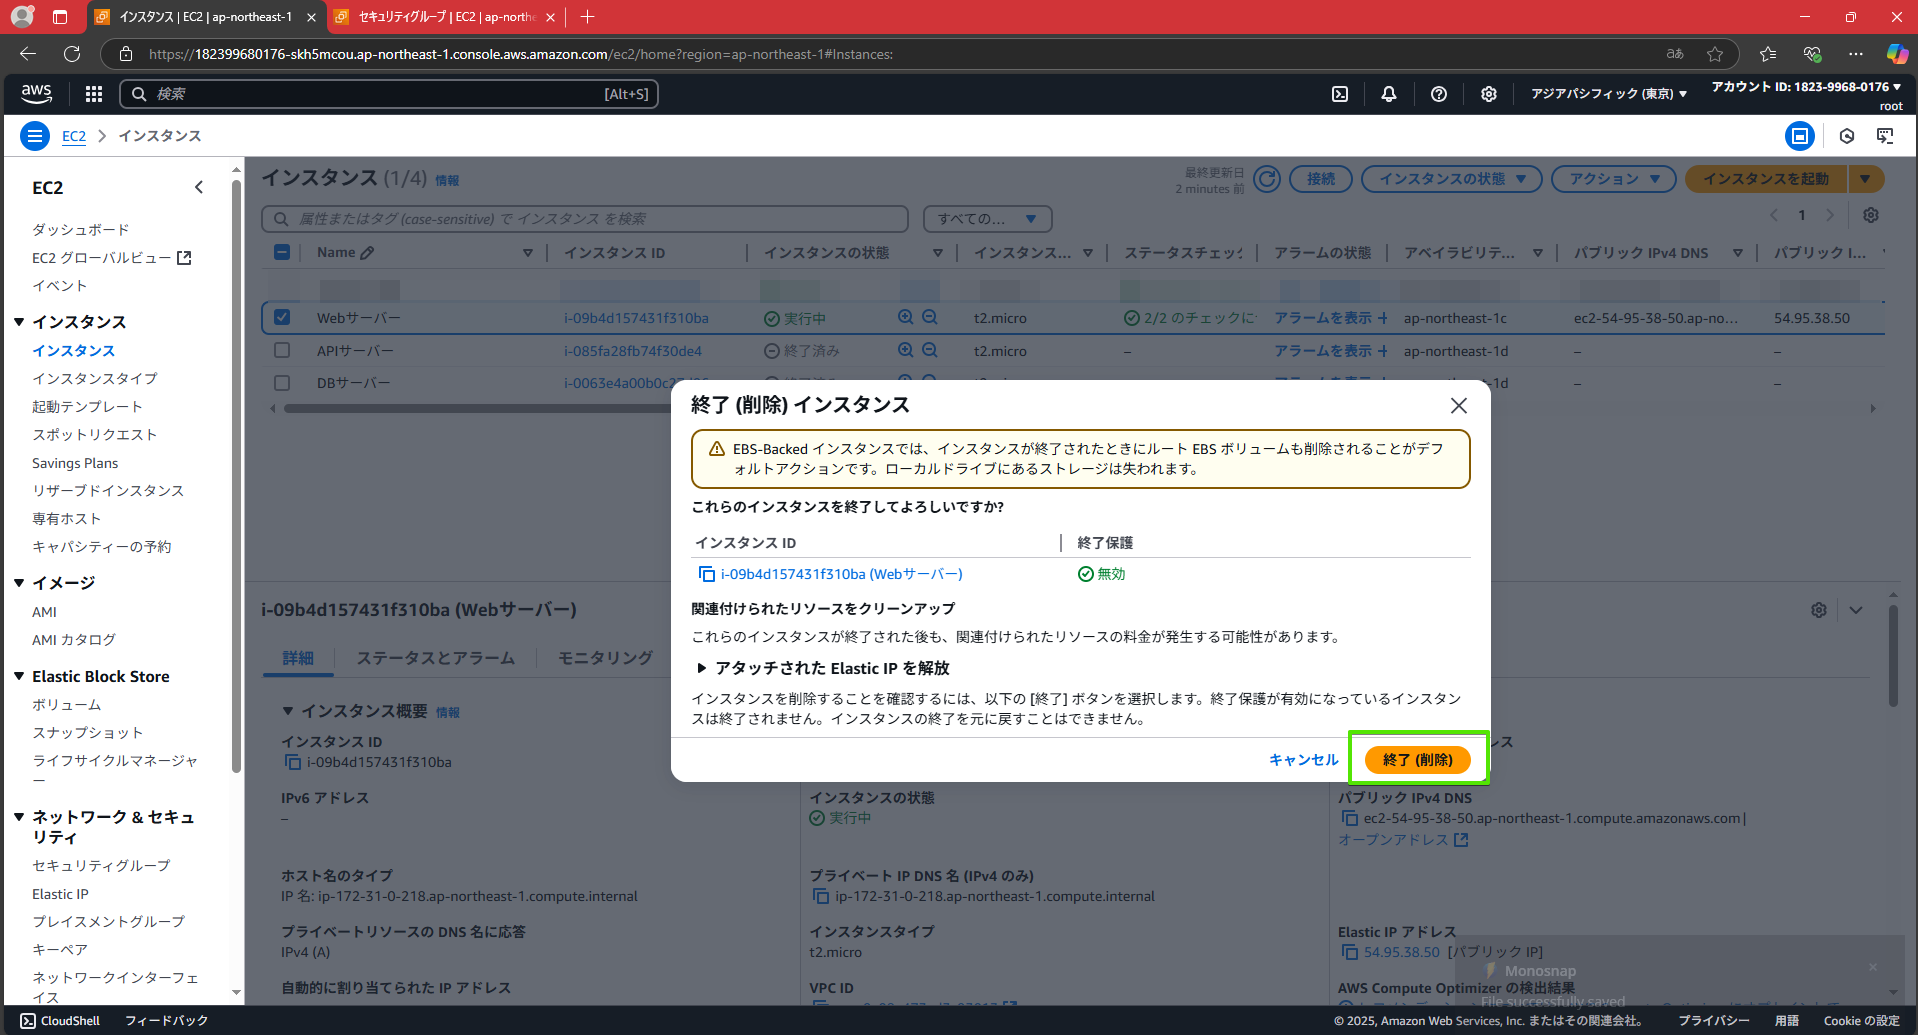 インスタンス | EC2 | ap-northeast-1
セキュリティグループ | EC2 | ap-northe
https://182399680176-skh5mcou.ap-northeast-1.console.aws.amazon.com/ec2/home?region=ap-northeast-1#Instances:
aws
検索
[Alt+S]
アジアパシフィック (東京)
アカウント ID: 1823-9968-0176
root
EC2
インスタンス
EC2
ダッシュボード
EC2 グローバルビュー
イベント
インスタンス
インスタンス
インスタンスタイプ
起動テンプレート
スポットリクエスト
Savings Plans
リザーブドインスタンス
専有ホスト
キャパシティーの予約
イメージ
AMI
AMI カタログ
Elastic Block Store
ボリューム
スナップショット
ライフサイクルマネージャ
ー
ネットワーク & セキュ
リティ
セキュリティグループ
Elastic IP
プレイスメントグループ
キーペア
ネットワークインターフェ
イス
インスタンス (1/4) 情報
最終更新日
2 minutes 前
接続
インスタンスの状態
アクション
インスタンスを起動
属性またはタグ (case-sensitive) で インスタンス を検索
すべての...
1
Name
インスタンス ID
インスタンスの状態
インスタンス...
ステータスチェック
アラームの状態
アベイラビリテ...
パブリック IPv4 DNS
パブリック I...
Webサーバー i-09b4d157431f310ba 実行中 t2.micro 2/2 のチェックに アラームを表示 + ap-northeast-1c ec2-54-95-38-50.ap-no... 54.95.38.50
APIサーバー i-085fa28fb74f30de4 終了済み t2.micro – アラームを表示 + ap-northeast-1d – –
DBサーバー
終了 (削除) インスタンス
EBS-Backed インスタンスでは、インスタンスが終了されたときにルート EBS ボリュームも削除されることがデフ
ォルトアクションです。ローカルドライブにあるストレージは失われます。
これらのインスタンスを終了してよろしいですか?
インスタンス ID
終了保護
i-09b4d157431f310ba (Webサーバー)
無効
関連付けられたリソースをクリーンアップ
これらのインスタンスが終了された後も、関連付けられたリソースの料金が発生する可能性があります。
アタッチされた Elastic IP を解放
インスタンスを削除することを確認するには、以下の [終了] ボタンを選択します。終了保護が有効になっているインスタン
スは終了されません。インスタンスの終了を元に戻すことはできません。
キャンセル
終了 (削除)
i-09b4d157431f310ba (Webサーバー)
詳細
ステータスとアラーム
モニタリング
インスタンス概要 情報
インスタンス ID
i-09b4d157431f310ba
IPv6 アドレス
–
インスタンスの状態
実行中
パブリック IPv4 DNS
ec2-54-95-38-50.ap-northeast-1.compute.amazonaws.com |
オープンアドレス
ホスト名のタイプ
IP 名: ip-172-31-0-218.ap-northeast-1.compute.internal
プライベート IP DNS 名 (IPv4 のみ)
ip-172-31-0-218.ap-northeast-1.compute.internal
プライベートリソースの DNS 名に応答
IPv4 (A)
インスタンスタイプ
t2.micro
Elastic IP アドレス
54.95.38.50 [パブリック IP]
自動的に割り当てられた IP アドレス
VPC ID
AWS Compute Optimizer の検出結果
Monosnap
File successfully saved
CloudShell
フィードバック
© 2025, Amazon Web Services, Inc. またはその関連会社。
プライバシー
用語
Cookie の設定